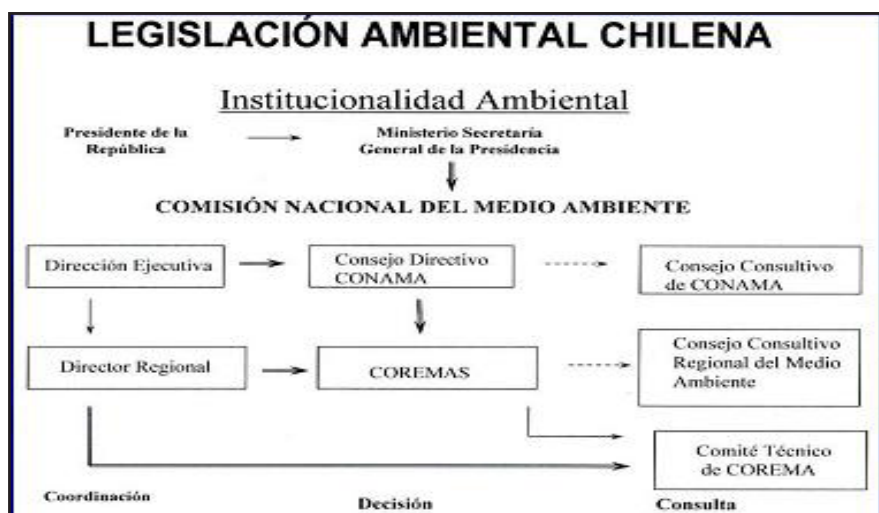 LEGISLACIÓN AMBIENTAL CHILENA
Institucionalidad Ambiental
Presidente de la
República
Ministerio Secretaría
General de la Presidencia
COMISIÓN NACIONAL DEL MEDIO AMBIENTE
Dirección Ejecutiva
Consejo Directivo
CONAMA
Consejo Consultivo
de CONAMA
Director Regional
COREMAS
Consejo Consultivo
Regional del Medio
Ambiente
Comité Técnico
de COREMA
Coordinación
Decisión
Consulta